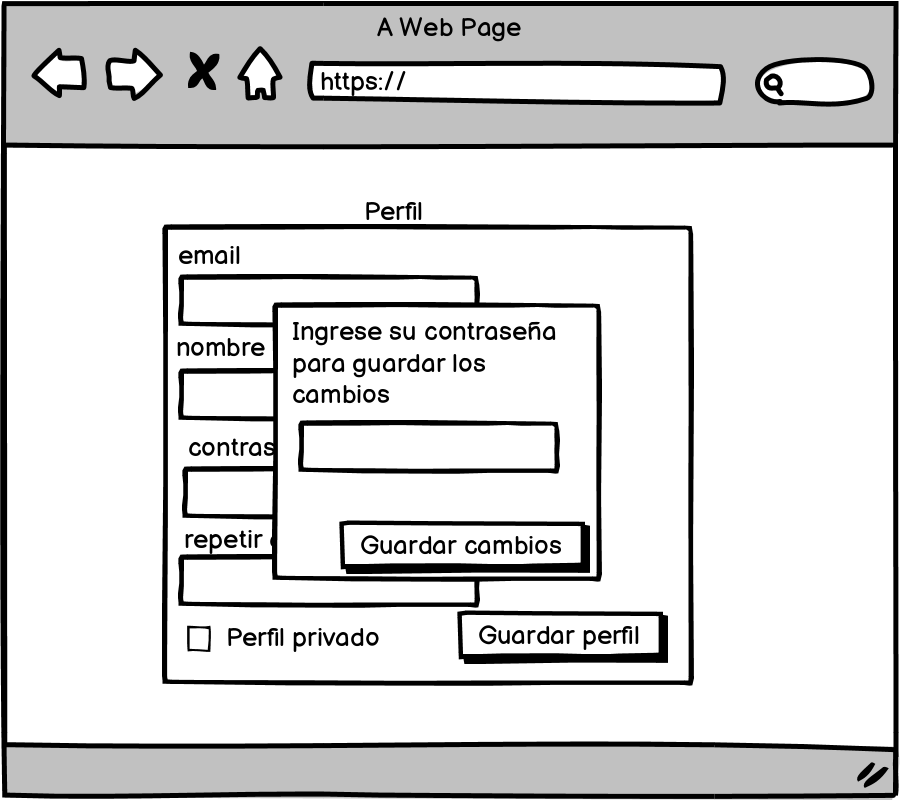 A Web Page
https://
Perfil
email
Ingrese su contraseña
para guardar los
cambios
nombre
contras
repetir
Guardar cambios
Perfil privado
Guardar perfil